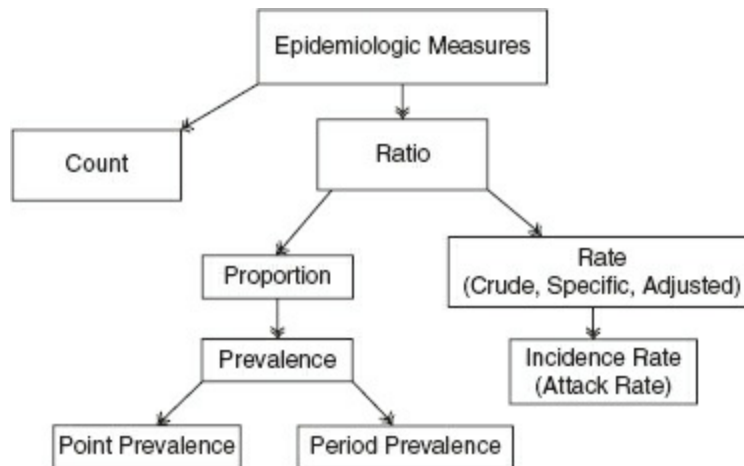 Epidemiologic Measures
Count
Ratio
Proportion
Rate
(Crude, Specific, Adjusted)
Prevalence
Incidence Rate
(Attack Rate)
Point Prevalence
Period Prevalence